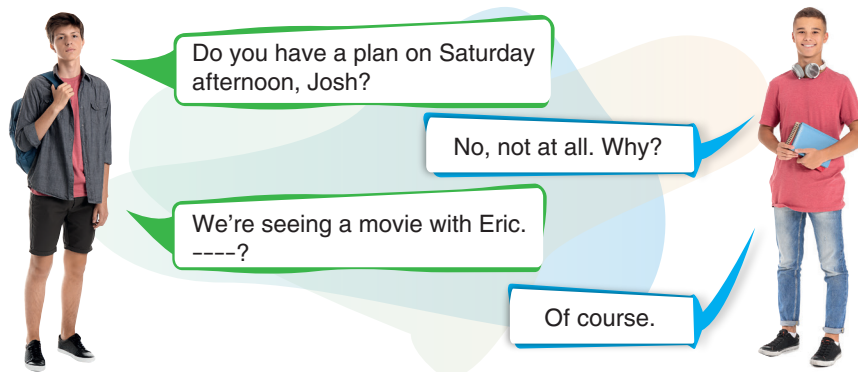 Do you have a plan on Saturday
afternoon, Josh?
No, not at all. Why?
We’re seeing a movie with Eric.
----?
Of course.